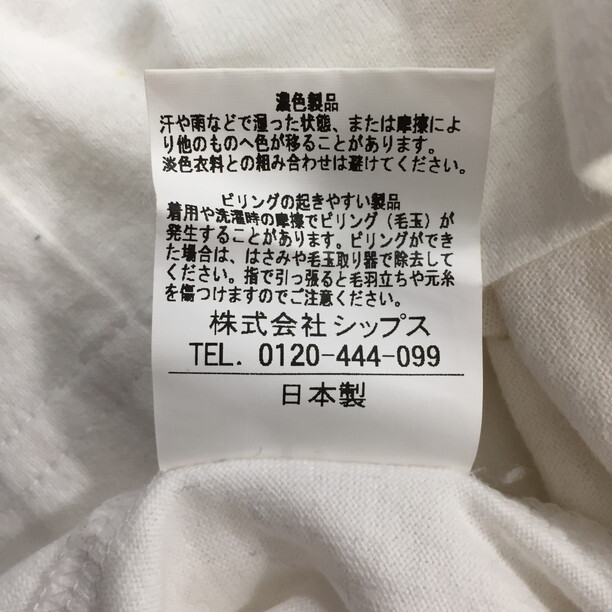 濃色製品
汗や雨などで湿った状態、または摩擦によ
り他のものへ色が移ることがあります。
淡色衣料との組み合わせは避けてください。
ピリングの起きやすい製品
着用や洗濯時の摩擦でピリング（毛玉）が
発生することがあります。ピリングができ
た場合は、はさみや毛玉取り器で除去して
ください。指で引っ張ると毛羽立ちや元糸
を傷つけますのでご注意ください。
株式会社 シップス
TEL. 0120-444-099
日本製